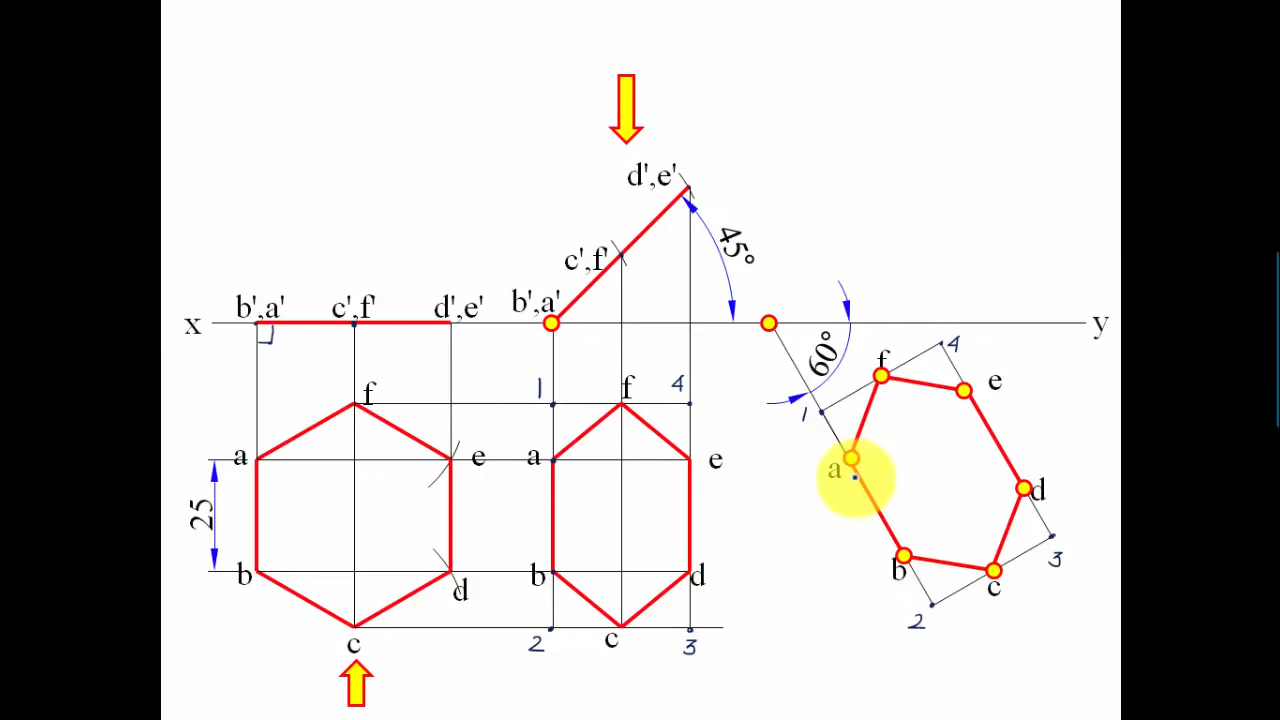 d',e'
45°
c',f'
b',a' c',f' d',e' b',a'
x y
60°
f 1 f 4 f 4
e
1
a e a e a
25
d
b d b d b
3
c 2 c 3 2 c